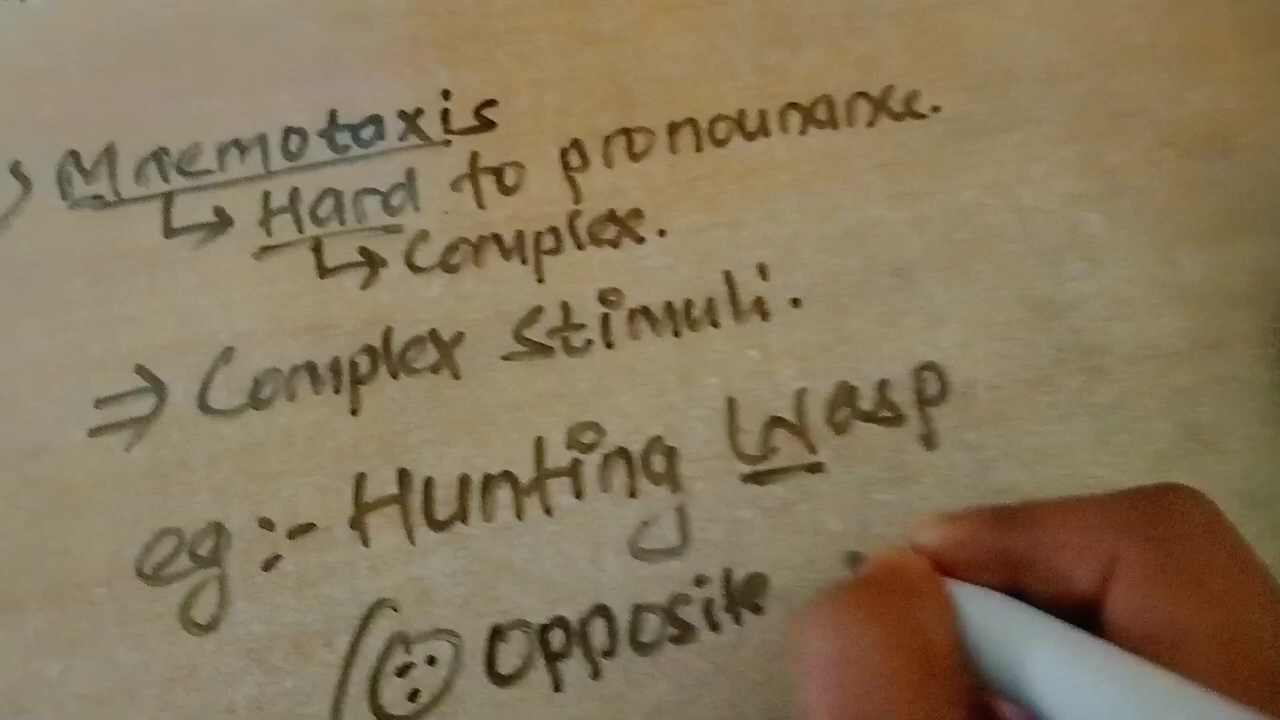 Mnemotaxis
↳ Hard to pronounance.
↳ Complex.
⇒ Complex Stimuli.
eg:- Hunting Wasp
( Opposite